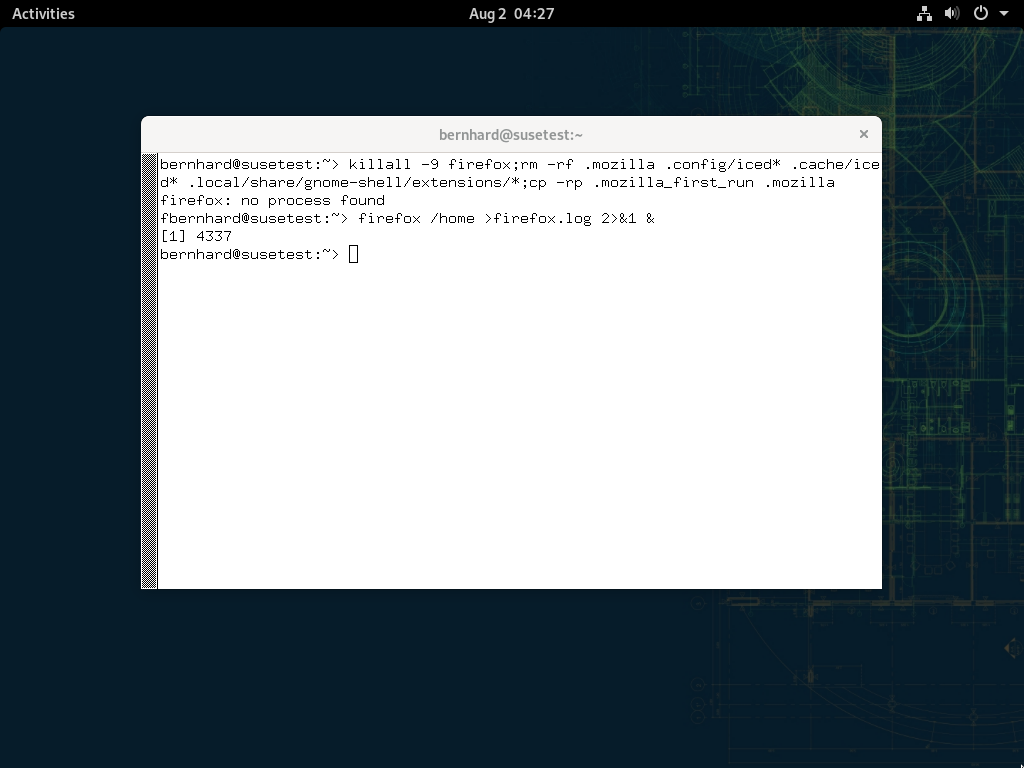 Activities
Aug 2 04:27
bernhard@susetest:~
bernhard@susetest:~> killall -9 firefox;rm -rf .mozilla .config/iced* .cache/ice
d* .local/share/gnome-shell/extensions/*;cp -rp .mozilla_first_run .mozilla
firefox: no process found
fbernhard@susetest:~> firefox /home >firefox.log 2>&1 &
[1] 4337
bernhard@susetest:~>